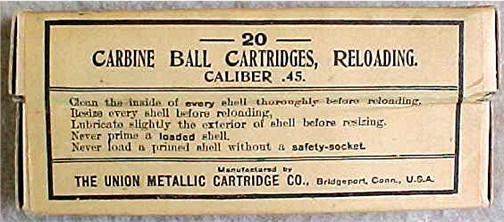 — 20 —
CARBINE BALL CARTRIDGES, RELOADING.
CALIBER .45.
Clean the inside of every shell thoroughly before reloading,
Resize every shell before reloading,
Lubricate slightly the exterior of shell before resizing.
Never prime a loaded shell.
Never load a primed shell without a safety-socket.
Manufactured by
THE UNION METALLIC CARTRIDGE CO., Bridgeport, Conn., U.S.A.